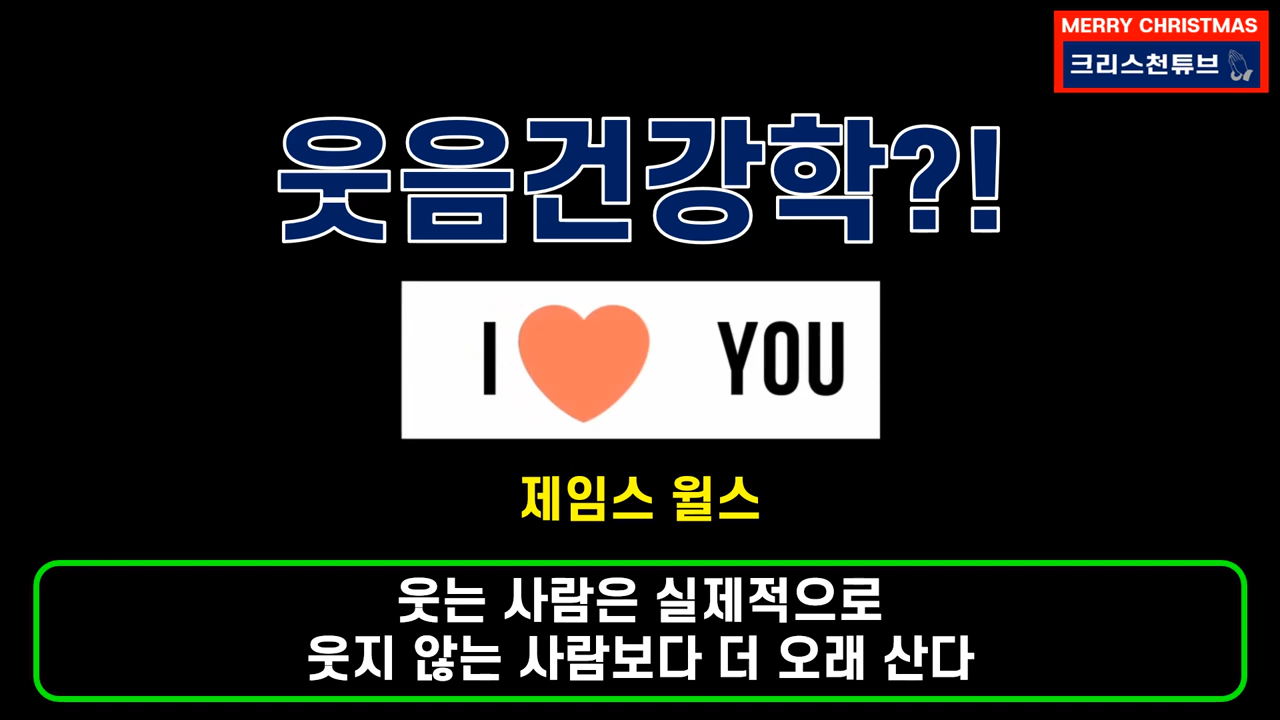 MERRY CHRISTMAS
크리스천튜브
웃음건강학?!
I YOU
제임스 월스
웃는 사람은 실제적으로
웃지 않는 사람보다 더 오래 산다